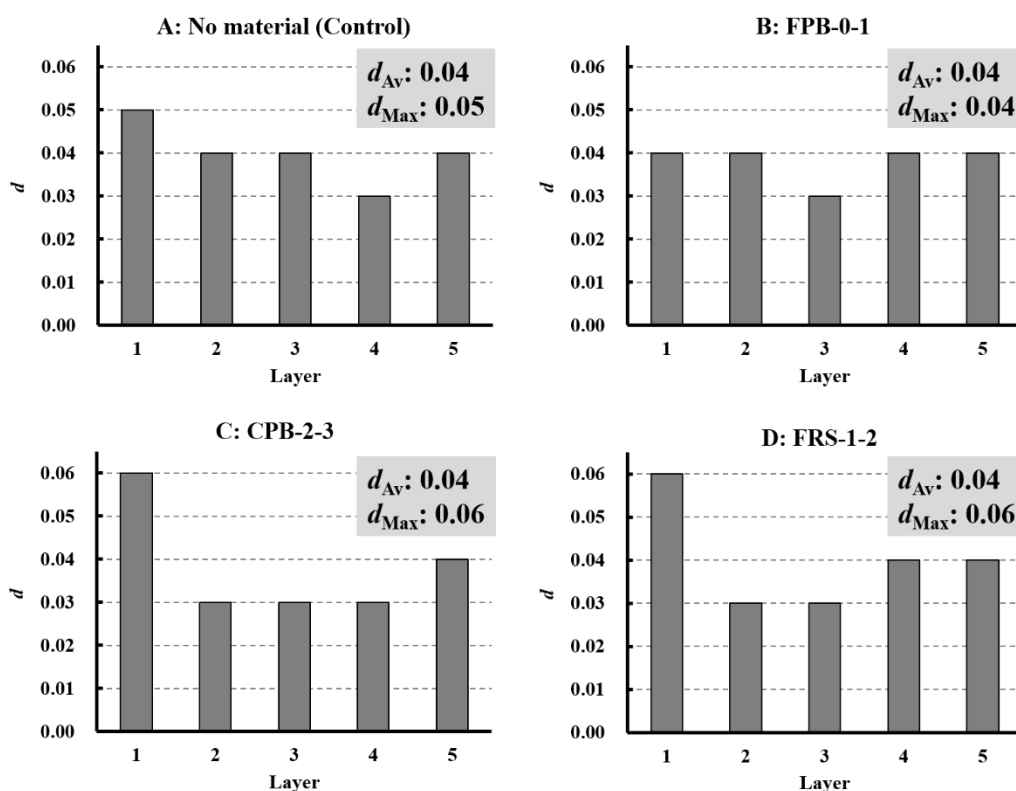 A: No material (Control)
d
0.06
0.05
0.04
0.03
0.02
0.01
0.00
d_Av: 0.04
d_Max: 0.05
1 2 3 4 5
Layer
B: FPB-0-1
d
0.06
0.05
0.04
0.03
0.02
0.01
0.00
d_Av: 0.04
d_Max: 0.04
1 2 3 4 5
Layer
C: CPB-2-3
d
0.06
0.05
0.04
0.03
0.02
0.01
0.00
d_Av: 0.04
d_Max: 0.06
1 2 3 4 5
Layer
D: FRS-1-2
d
0.06
0.05
0.04
0.03
0.02
0.01
0.00
d_Av: 0.04
d_Max: 0.06
1 2 3 4 5
Layer